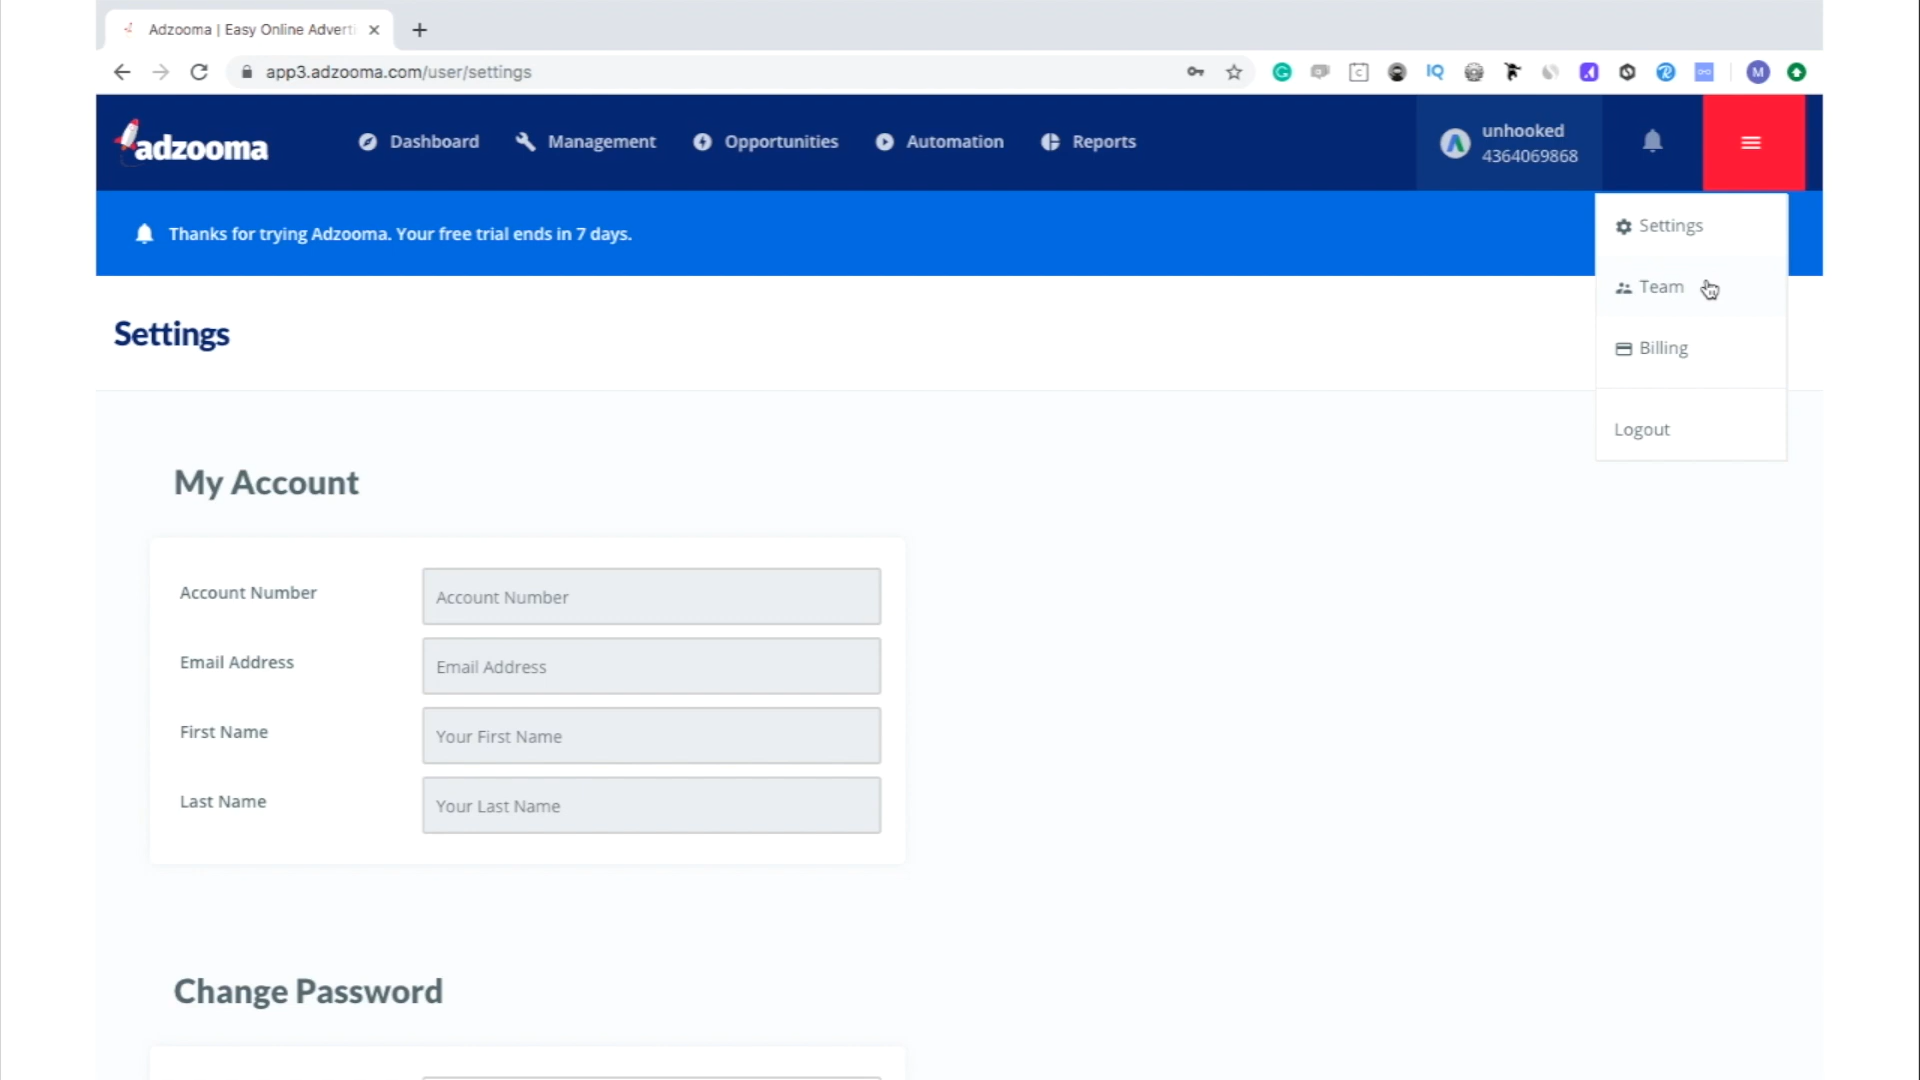 Adzooma | Easy Online Adverti
app3.adzooma.com/user/settings
IQ
M
adzooma
Dashboard
Management
Opportunities
Automation
Reports
unhooked
4364069868
Thanks for trying Adzooma. Your free trial ends in 7 days.
Settings
Team
Billing
Logout
Settings
My Account
Account Number
Account Number
Email Address
Email Address
First Name
Your First Name
Last Name
Your Last Name
Change Password